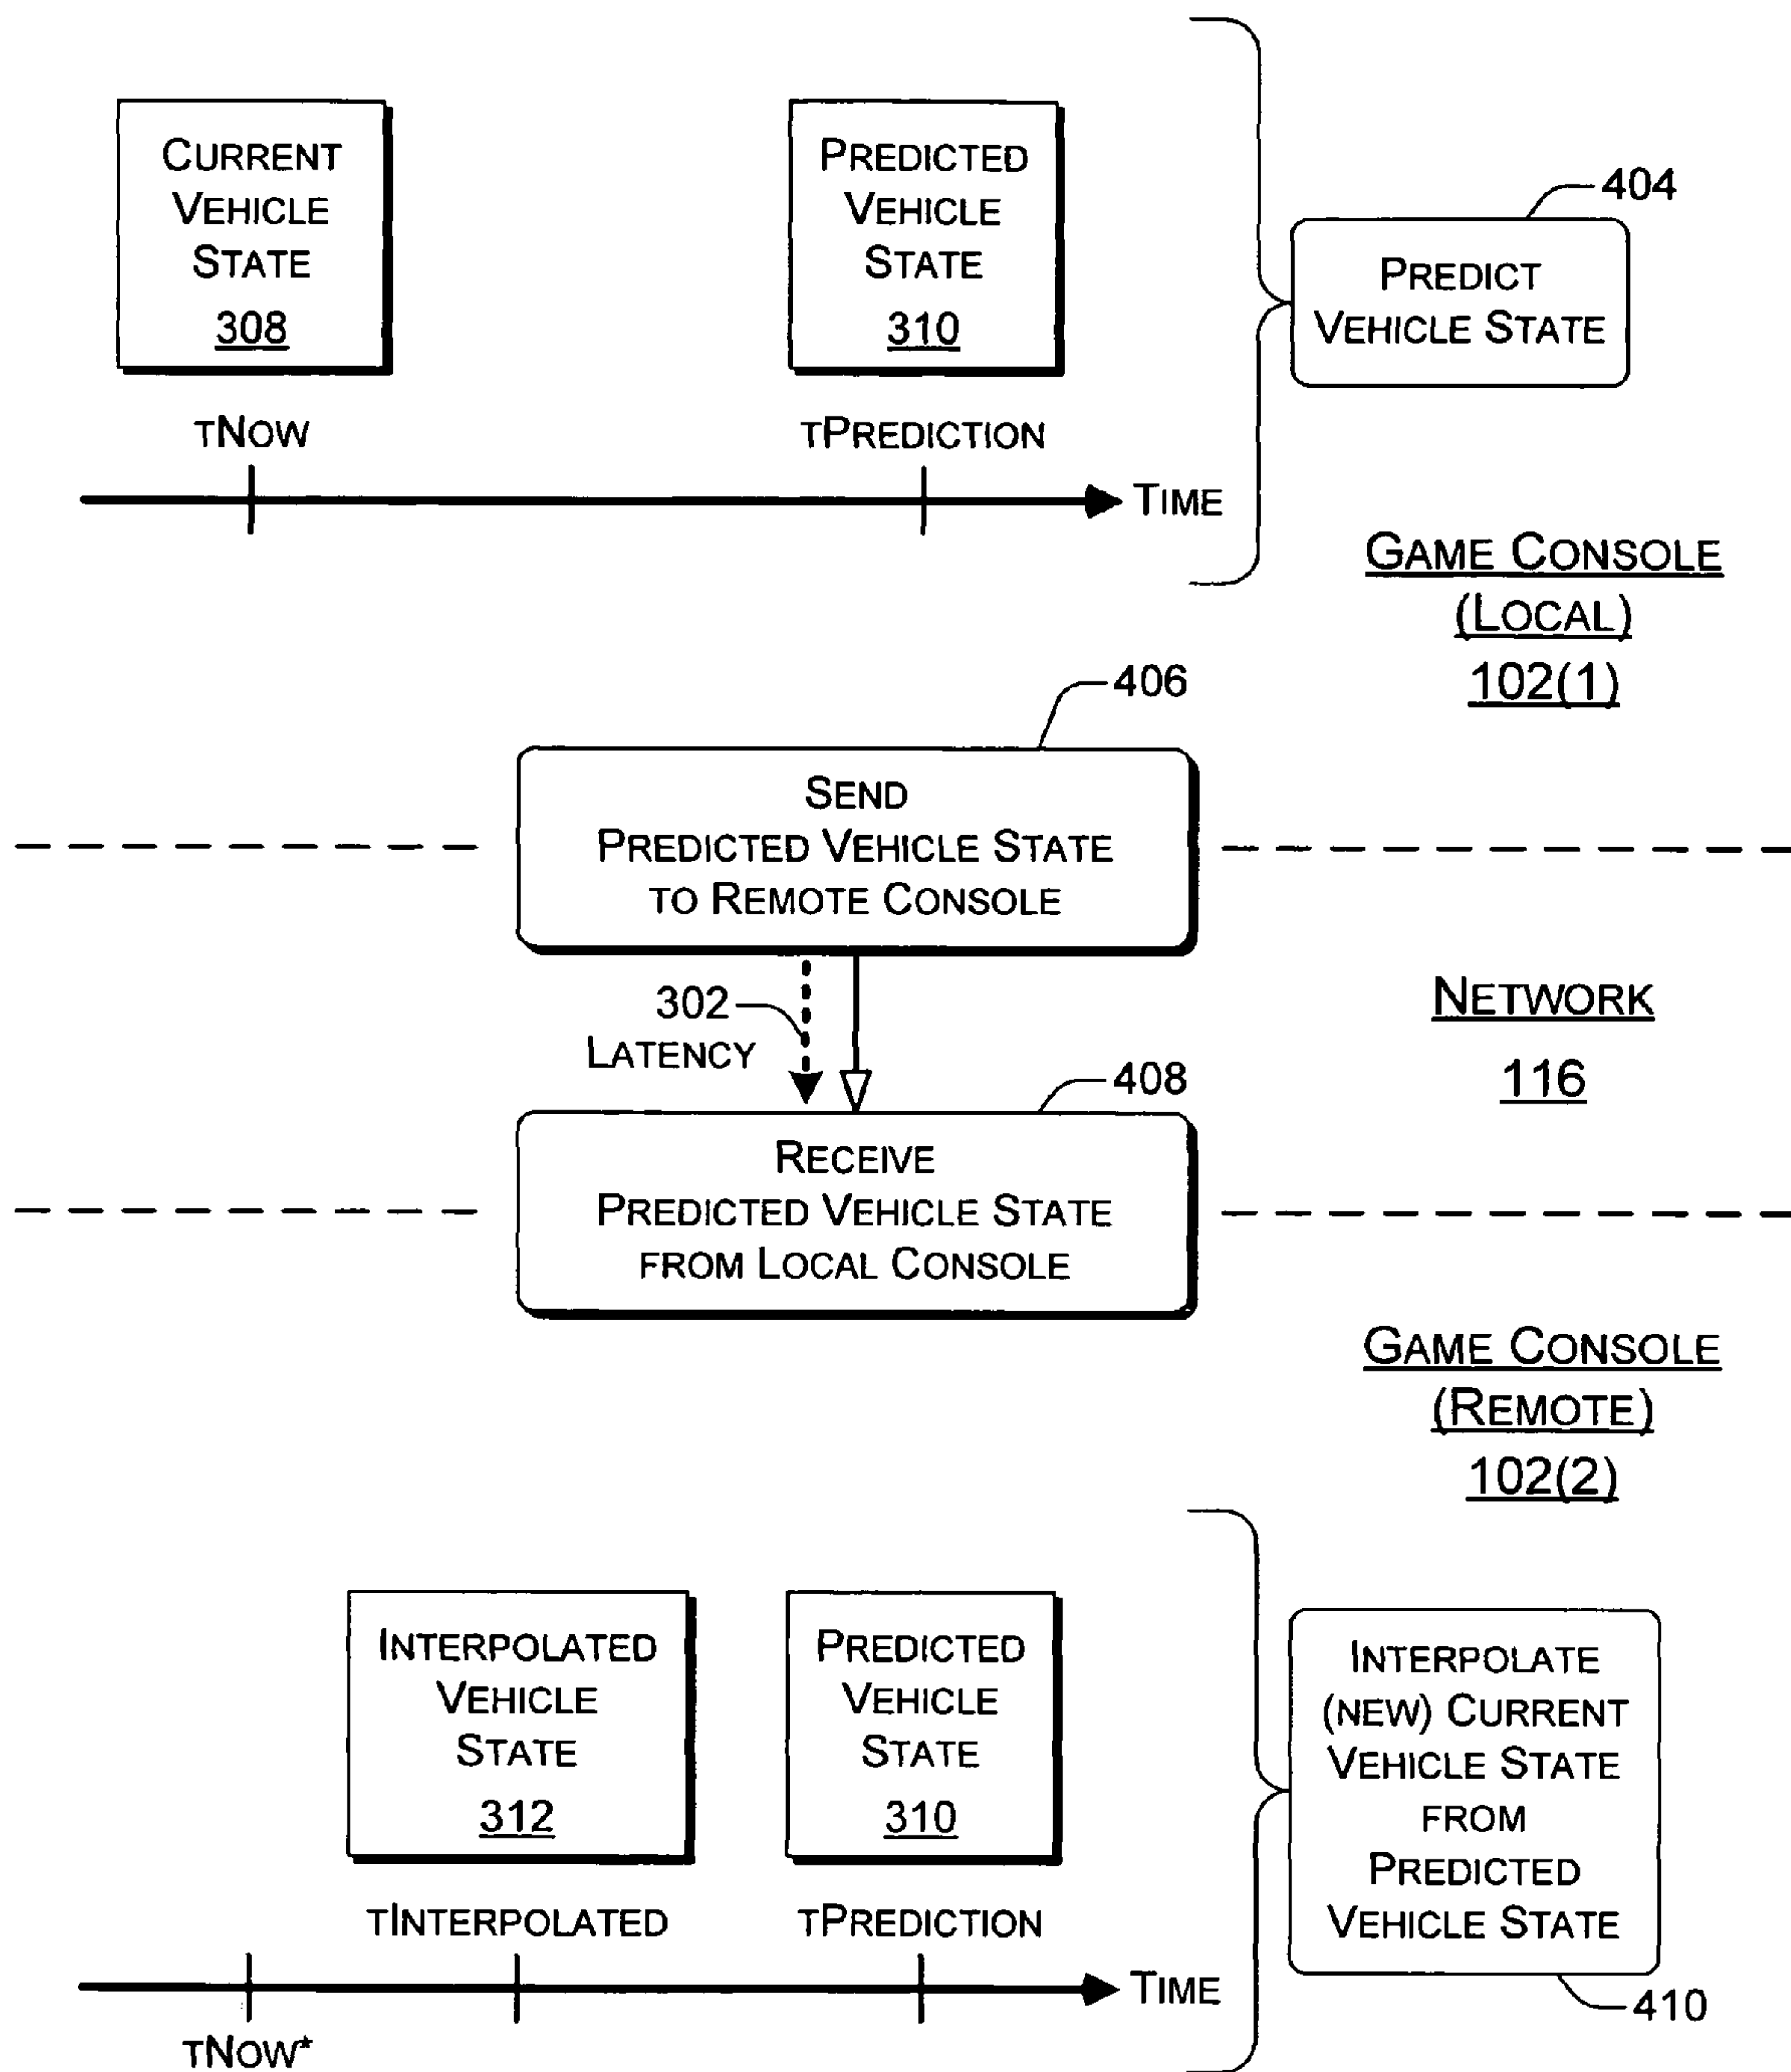 CURRENT
VEHICLE
STATE
308
PREDICTED
VEHICLE
STATE
310
404
PREDICT
VEHICLE STATE
TNOW
TPREDICTION
TIME
GAME CONSOLE
(LOCAL)
102(1)
406
SEND
PREDICTED VEHICLE STATE
TO REMOTE CONSOLE
302
LATENCY
NETWORK
116
408
RECEIVE
PREDICTED VEHICLE STATE
FROM LOCAL CONSOLE
GAME CONSOLE
(REMOTE)
102(2)
INTERPOLATED
VEHICLE
STATE
312
PREDICTED
VEHICLE
STATE
310
INTERPOLATE
(NEW) CURRENT
VEHICLE STATE
FROM
PREDICTED
VEHICLE STATE
410
TINTERPOLATED
TPREDICTION
TIME
TNOW*